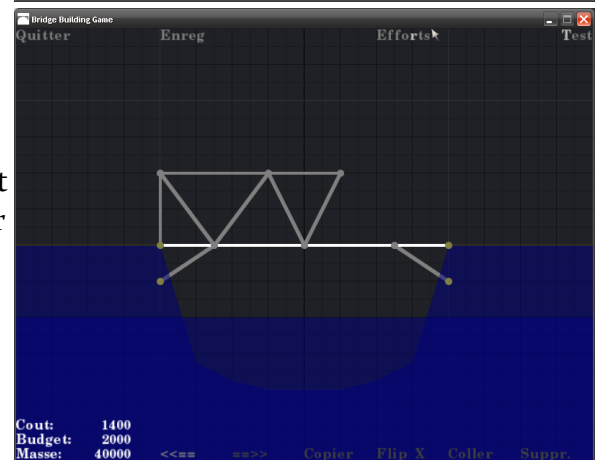 Bridge Building Game
Quitter Enreg Efforts Test
t
r
Cout: 1400
Budget: 2000
Masse: 40000 <<== ==>> Copier Flip X Coller Suppr.